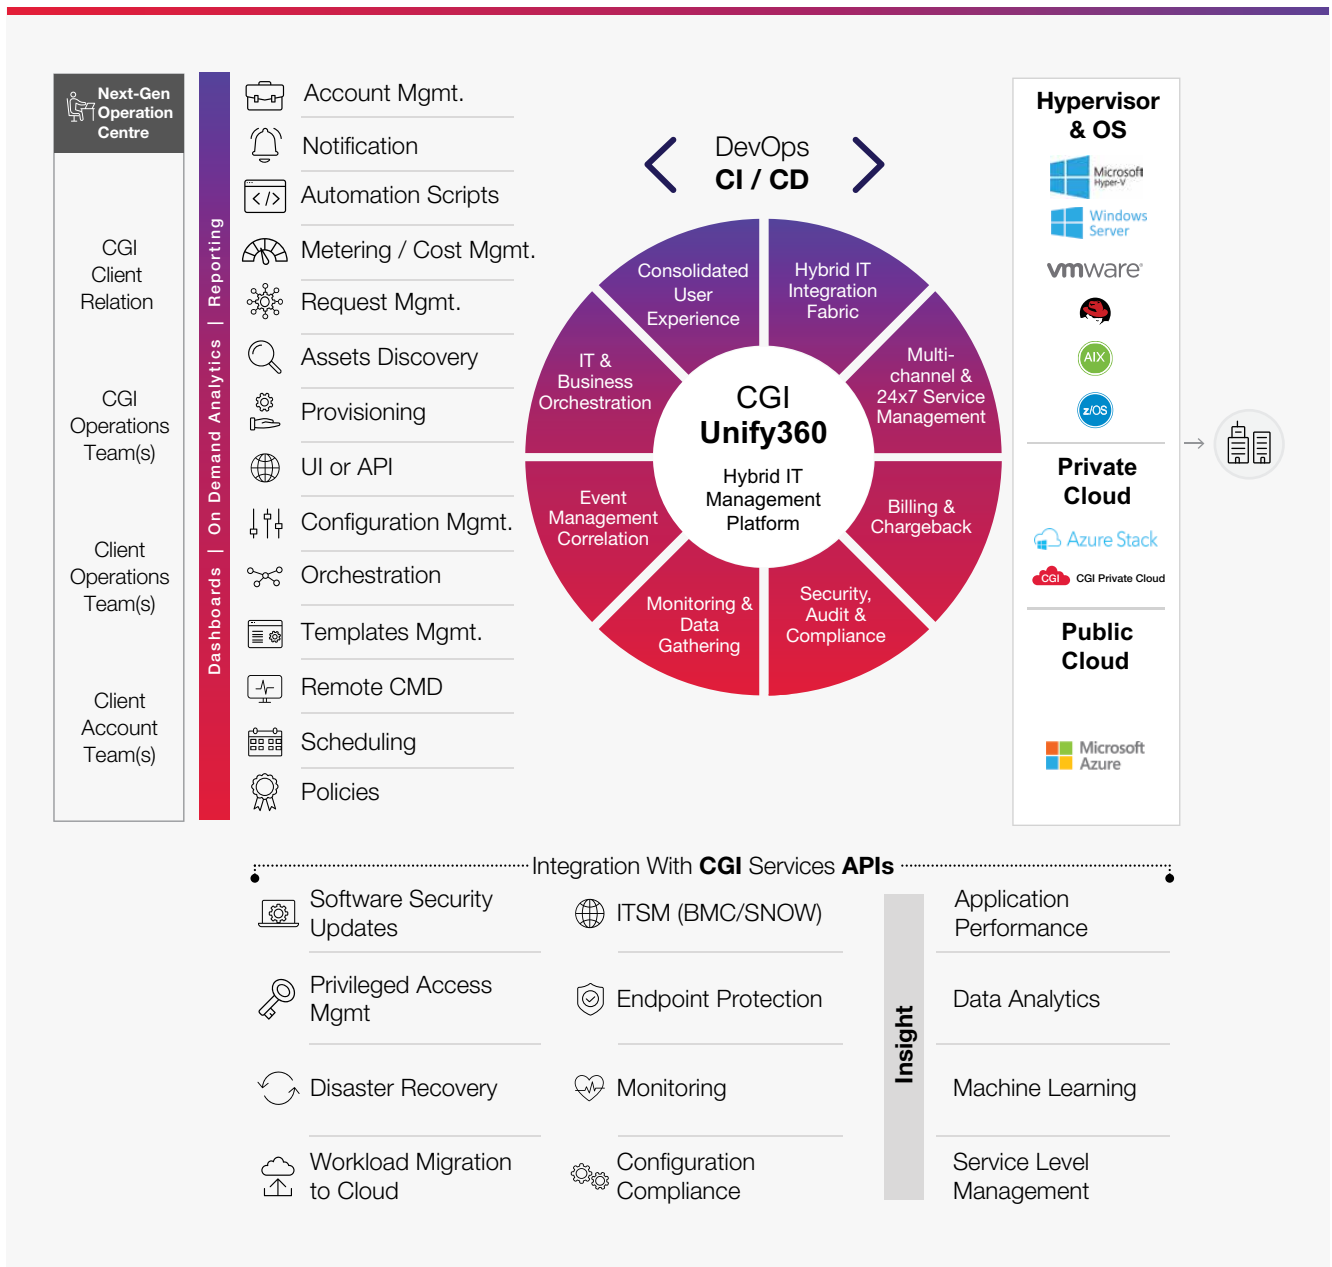 Next-Gen
Operation
Centre
CGI
Client
Relation
CGI
Operations
Team(s)
Client
Operations
Team(s)
Client
Account
Team(s)
Dashboards | On Demand Analytics | Reporting
Account Mgmt.
Notification
Automation Scripts
Metering / Cost Mgmt.
Request Mgmt.
Assets Discovery
Provisioning
UI or API
Configuration Mgmt.
Orchestration
Templates Mgmt.
Remote CMD
Scheduling
Policies
DevOps
CI / CD
Consolidated
User
Experience
Hybrid IT
Integration
Fabric
Multi-
channel &
24x7 Service
Management
Billing &
Chargeback
Security,
Audit &
Compliance
Monitoring &
Data
Gathering
Event
Management
Correlation
IT &
Business
Orchestration
CGI
Unify360
Hybrid IT
Management
Platform
Hypervisor
& OS
Microsoft
Hyper-V
Windows
Server
vmware
AIX
z/OS
Private
Cloud
Azure Stack
CGI
CGI Private Cloud
Public
Cloud
Microsoft
Azure
Integration With CGI Services APIs
Software Security
Updates
Privileged Access
Mgmt
Disaster Recovery
Workload Migration
to Cloud
ITSM (BMC/SNOW)
Endpoint Protection
Monitoring
Configuration
Compliance
Insight
Application
Performance
Data Analytics
Machine Learning
Service Level
Management